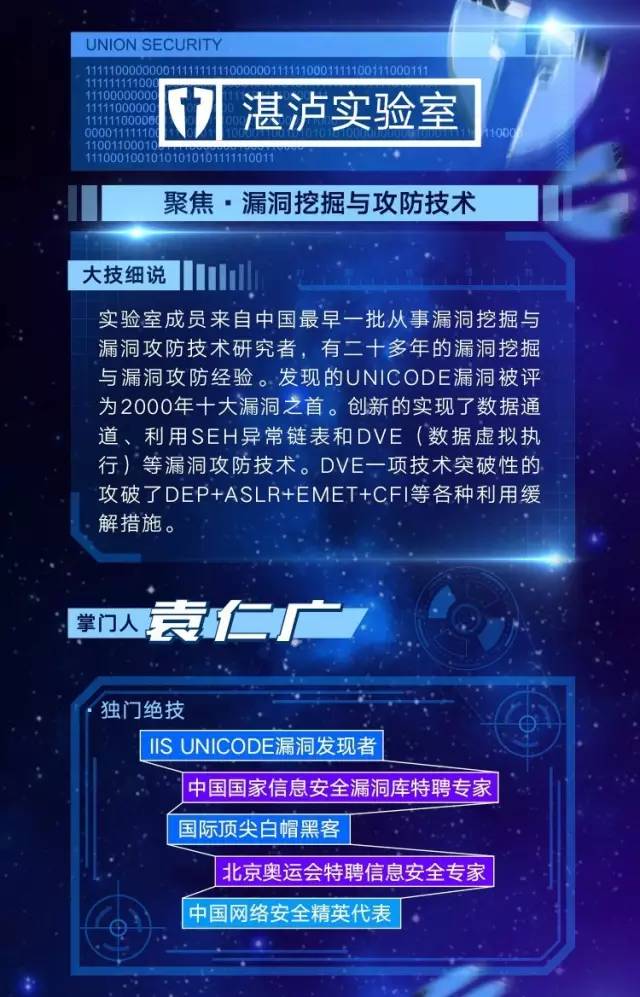 UNION SECURITY
湛泸实验室
聚焦·漏洞挖掘与攻防技术
大技细说
实验室成员来自中国最早一批从事漏洞挖掘与
漏洞攻防技术研究者，有二十多年的漏洞挖掘
与漏洞攻防经验。发现的UNICODE漏洞被评
为2000年十大漏洞之首。创新的实现了数据通
道、利用SEH异常链表和DVE（数据虚拟执
行）等漏洞攻防技术。DVE一项技术突破性的
攻破了DEP+ASLR+EMET+CFI等各种利用缓
解措施。
掌门人 袁仁广
·独门绝技
IIS UNICODE漏洞发现者
中国国家信息安全漏洞库特聘专家
国际顶尖白帽黑客
北京奥运会特聘信息安全专家
中国网络安全精英代表